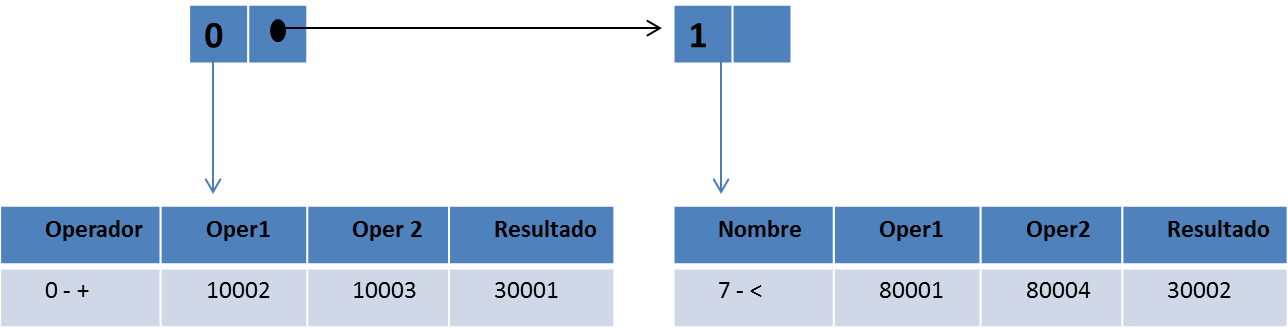 0 1
Operador Oper1 Oper 2 Resultado Nombre Oper1 Oper2 Resultado
0 - + 10002 10003 30001 7 - < 80001 80004 30002